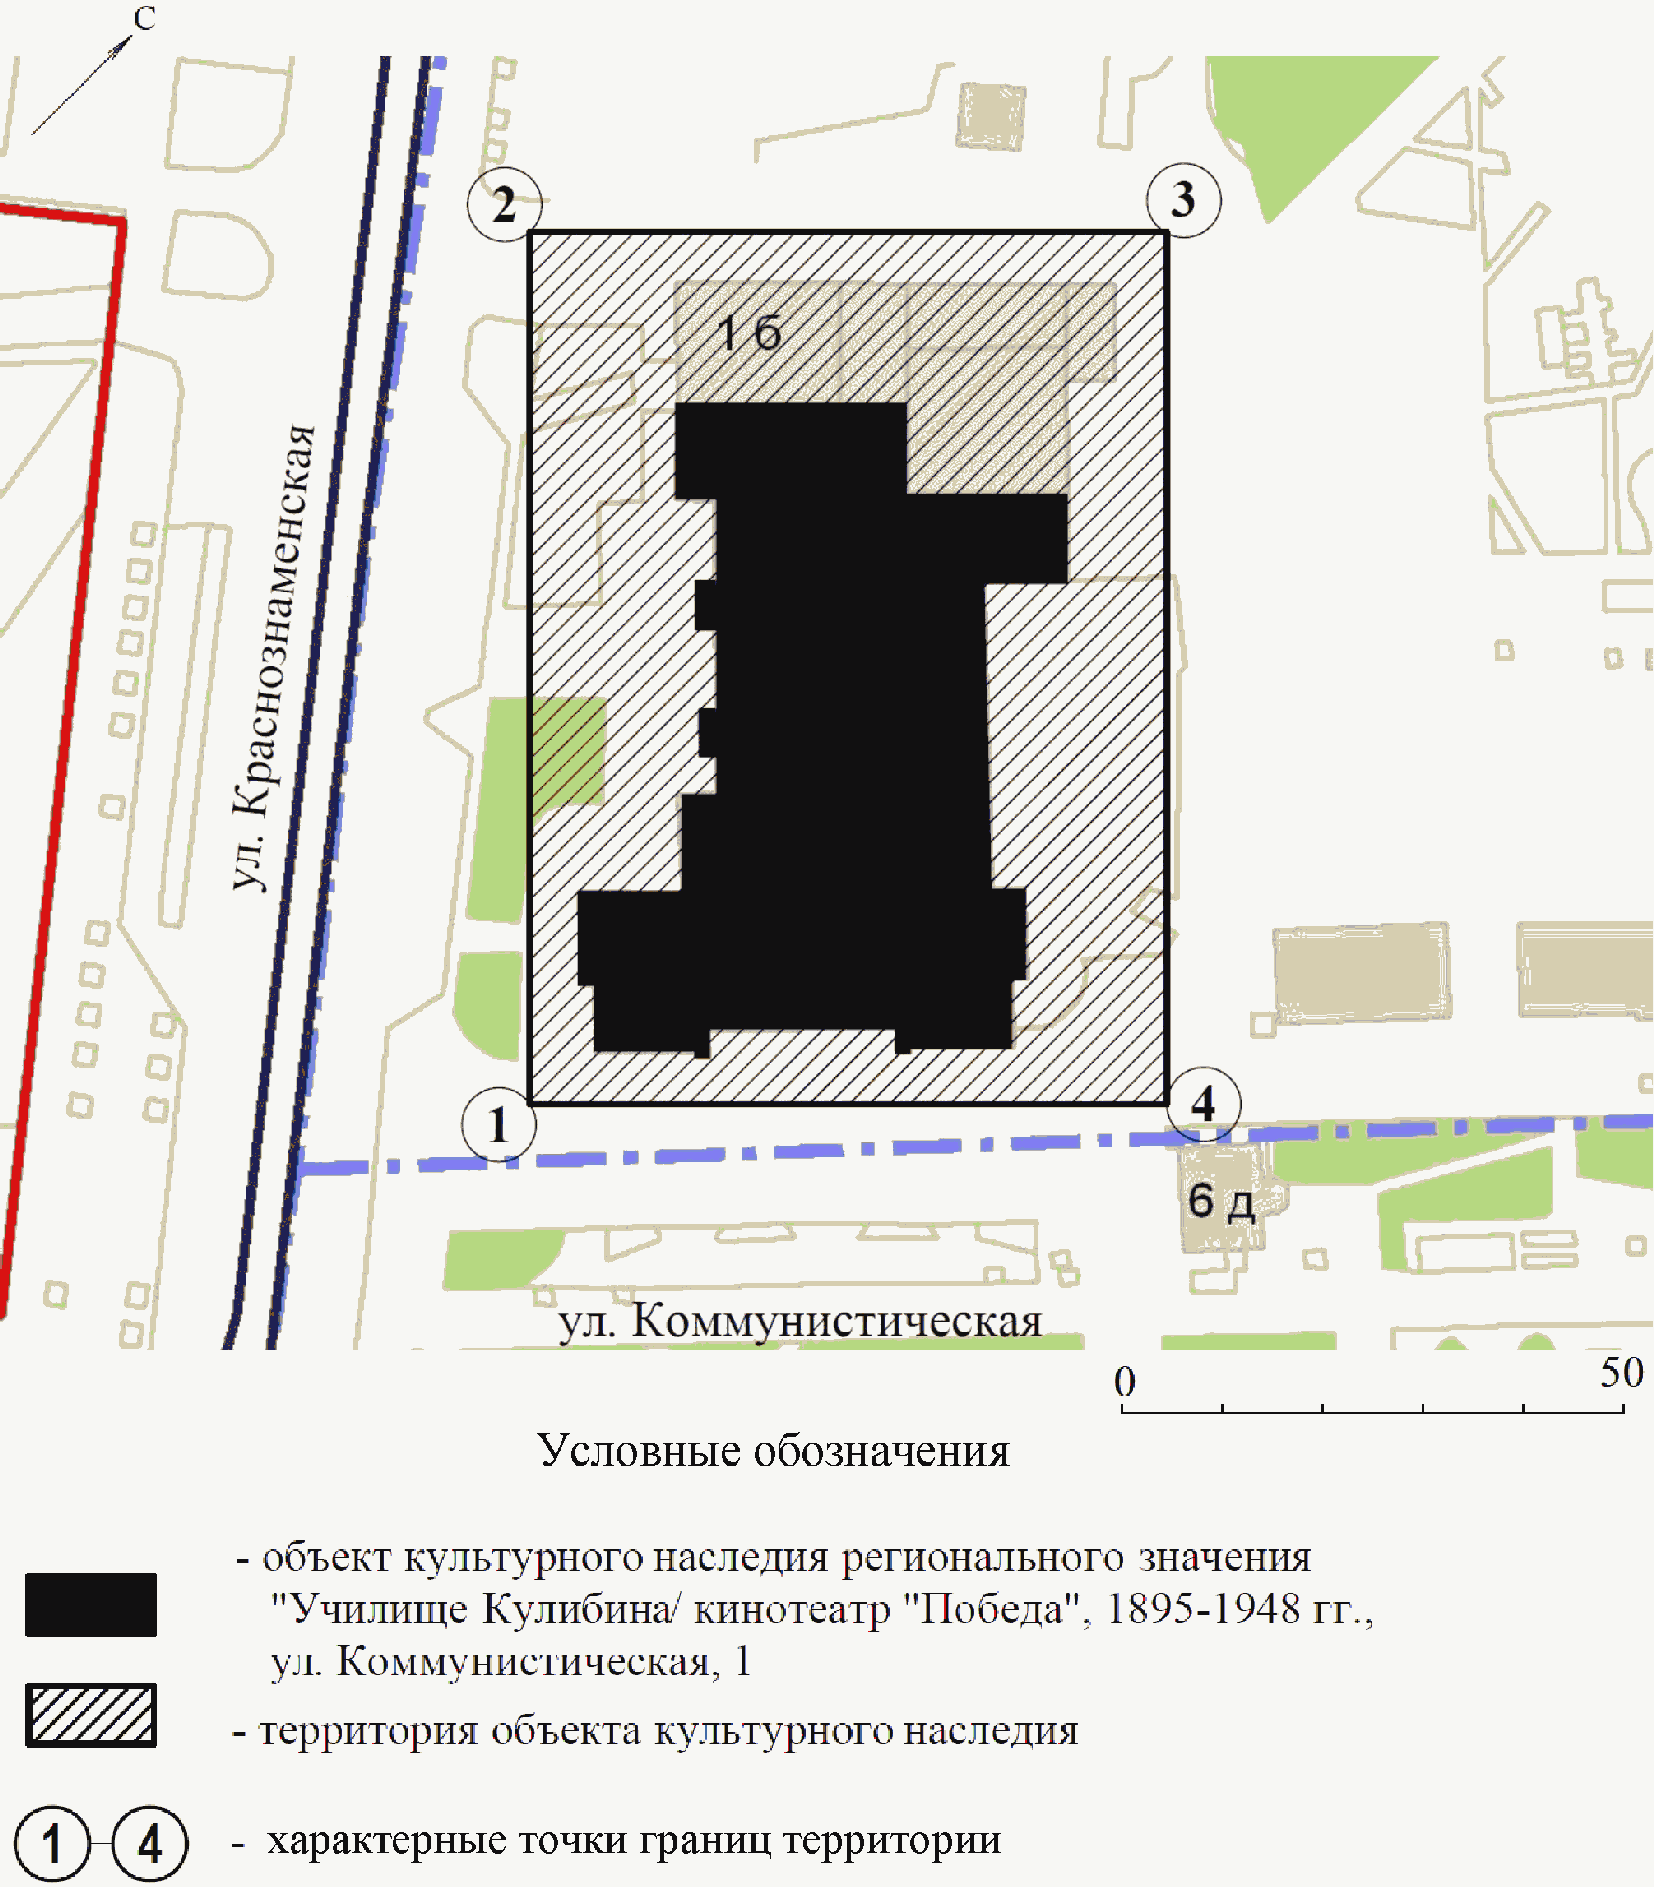 С
2
3
1 б
ул. Краснознаменская
1
4
6 д
ул. Коммунистическая
0 50
Условные обозначения
- объект культурного наследия регионального значения
"Училище Кулибина/ кинотеатр "Победа", 1895-1948 гг.,
ул. Коммунистическая, 1
- территория объекта культурного наследия
1 4 - характерные точки границ территории